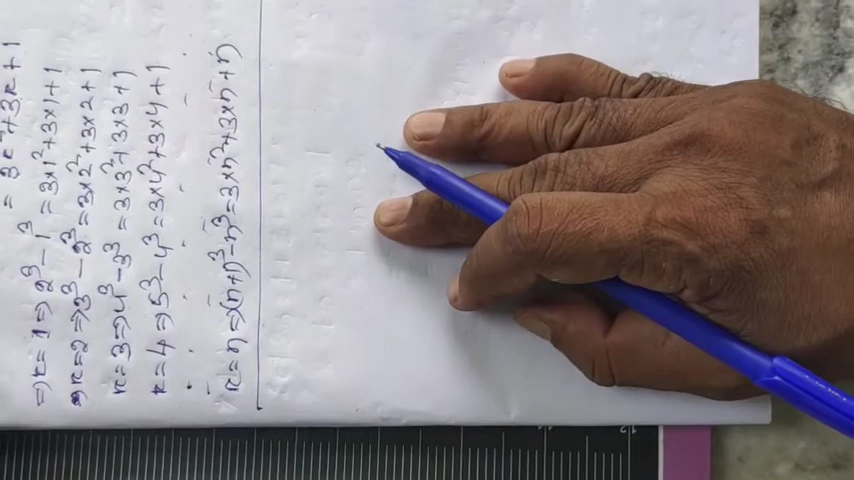 = 3k²+3k+1
⇒ k=1 ⇒ 2³-1³ = 3×1²+3×1+1
⇒ k=2 ⇒ 3³-2³ = 3×2²+3×2+1
k=3 ⇒ 4³-3³ = 3×3²+3×3+1
k=4 ⇒ 5³-4³ = 3×4²+3×4+1
k=n ⇒ (n+1)³-n³ = 3×n²+3×n+1